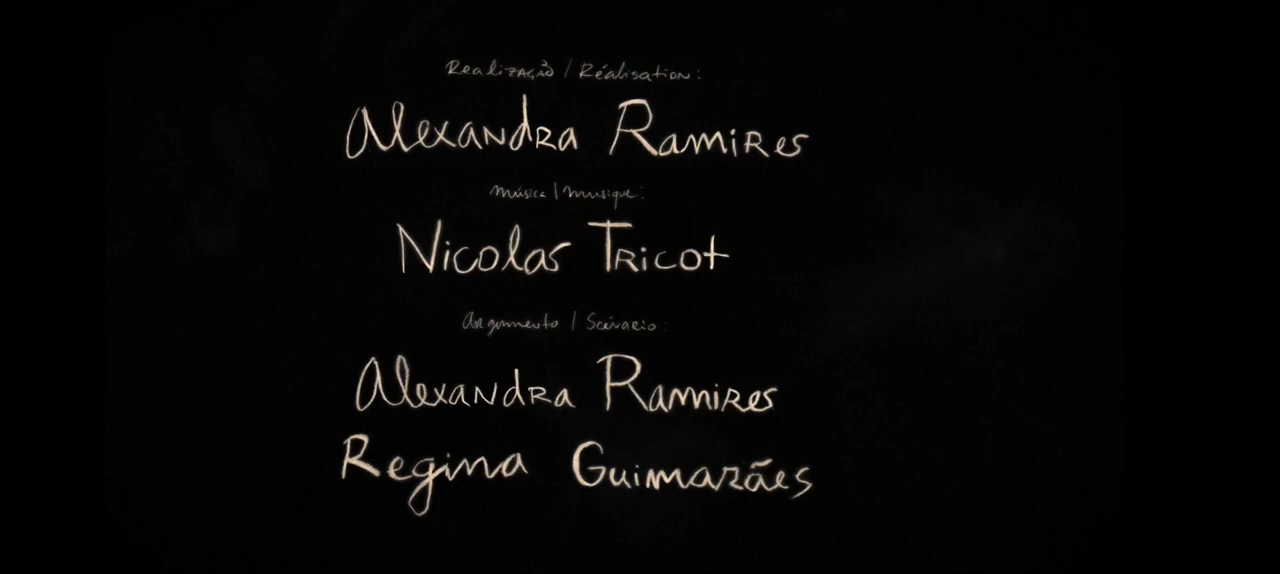 Realização / Réalisation:
Alexandra Ramires
Música / Musique:
Nicolas Tricot
Argumento / Scénario:
Alexandra Ramires
Regina Guimarães